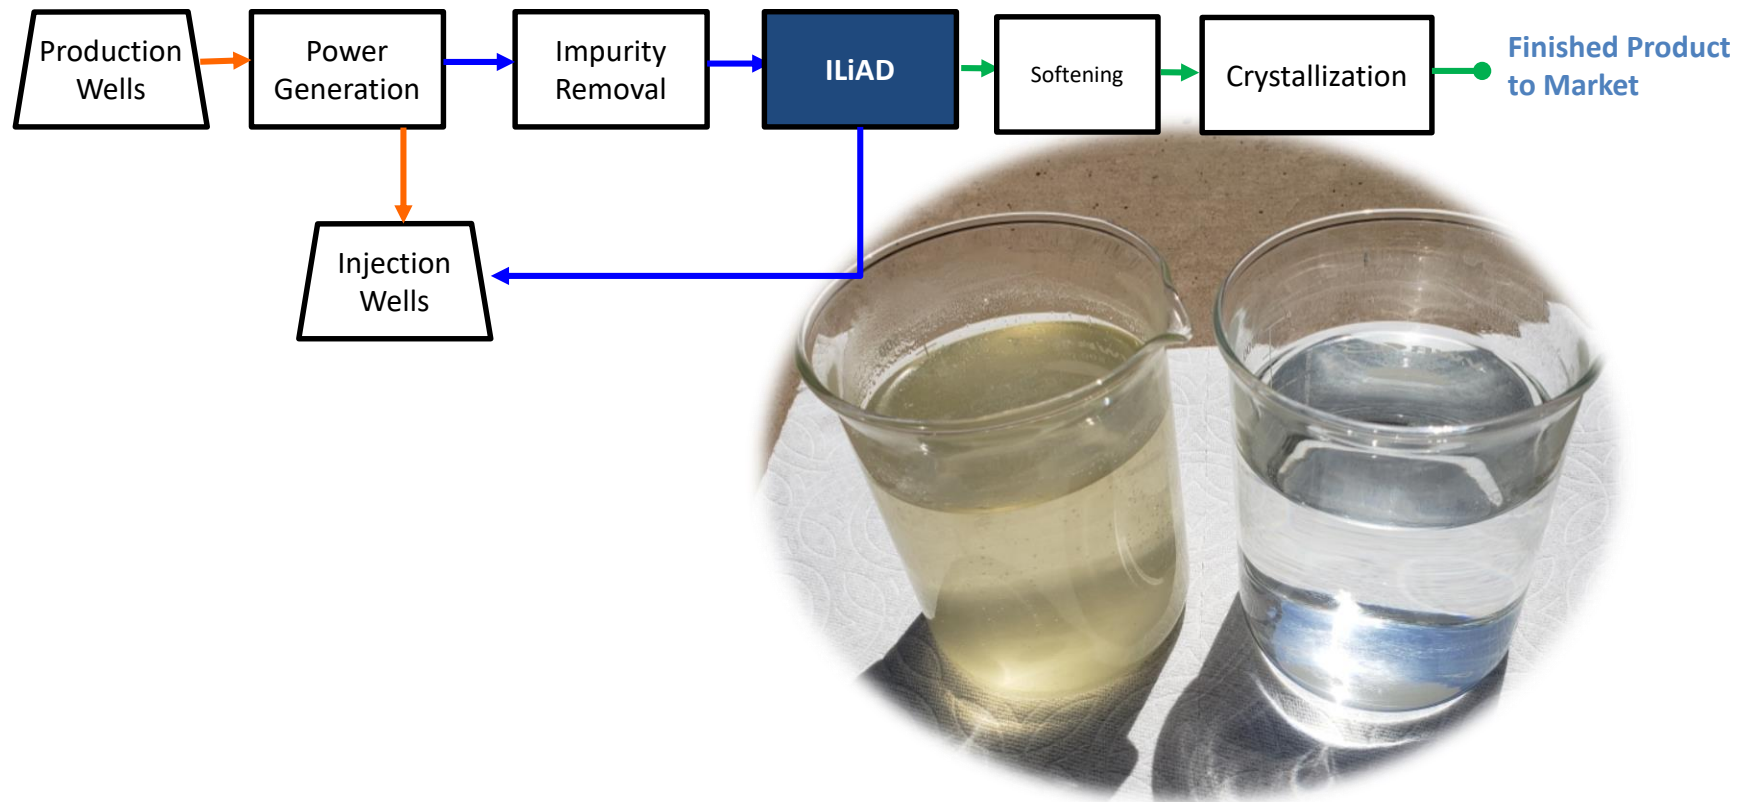 Production
Wells
Power
Generation
Impurity
Removal
ILiAD
Softening
Crystallization
Finished Product
to Market
Injection
Wells